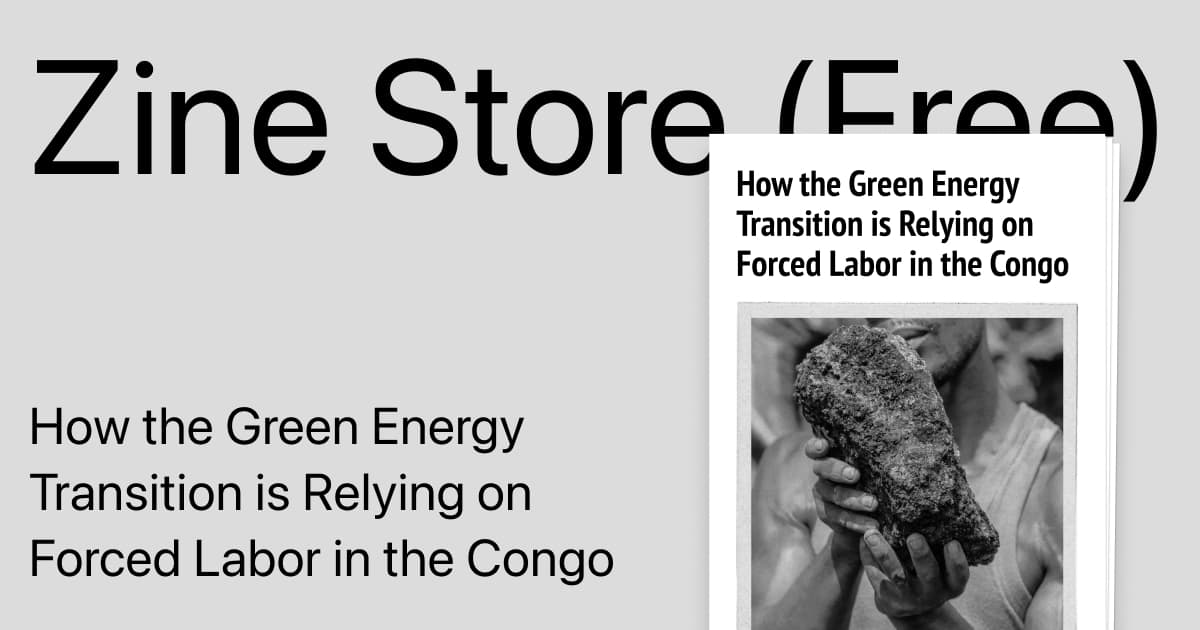 Zine Store (Free)
How the Green Energy
Transition is Relying on
Forced Labor in the Congo
How the Green Energy
Transition is Relying on
Forced Labor in the Congo